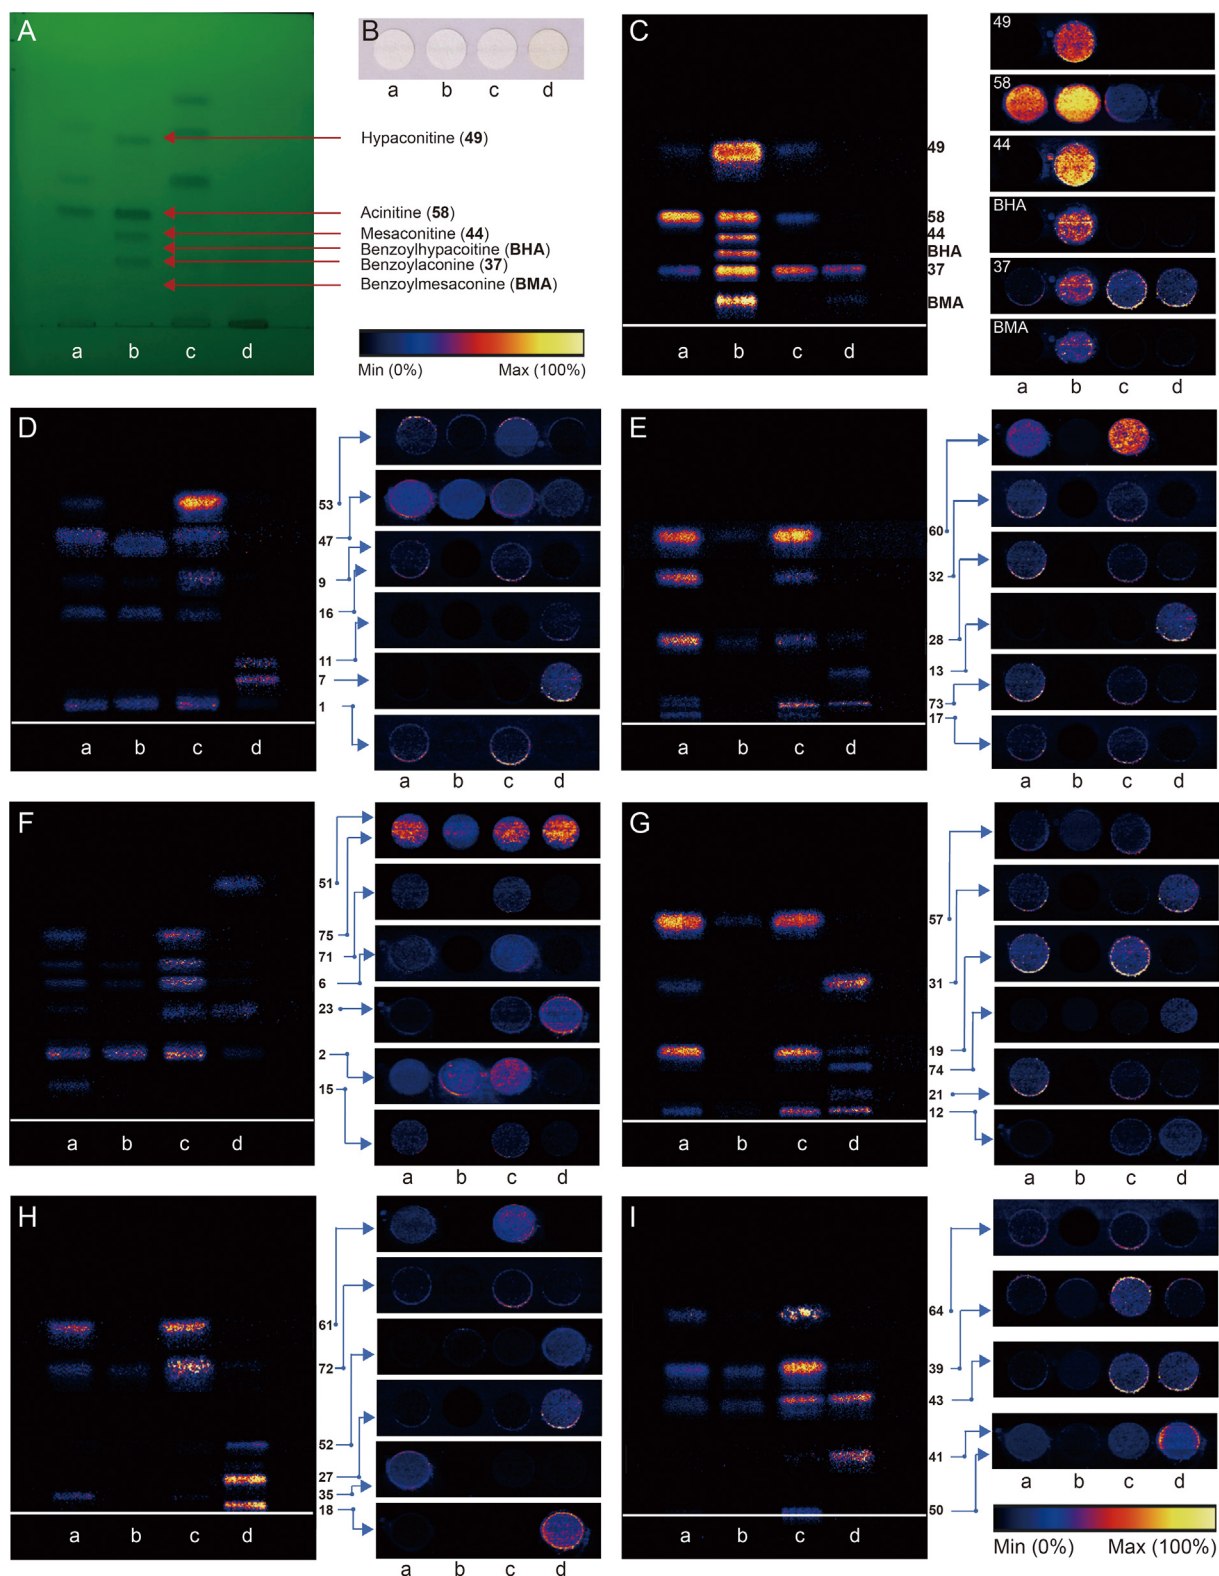 A
B
a b c d
Hypaconitine (49)
Acinitine (58)
Mesaconitine (44)
Benzoylhypacoitine (BHA)
Benzoylaconine (37)
Benzoylmesaconine (BMA)
a b c d
Min (0%) Max (100%)
C
49
58
44
BHA
37
BMA
a b c d
49
58
44
BHA
37
BMA
a b c d
D
53
47
9
16
11
7
1
a b c d
a b c d
E
60
32
28
13
73
17
a b c d
a b c d
F
51
75
71
6
23
2
15
a b c d
a b c d
G
57
31
19
74
21
12
a b c d
a b c d
H
61
72
52
27
35
18
a b c d
a b c d
I
64
39
43
41
50
a b c d
a b c d
Min (0%) Max (100%)